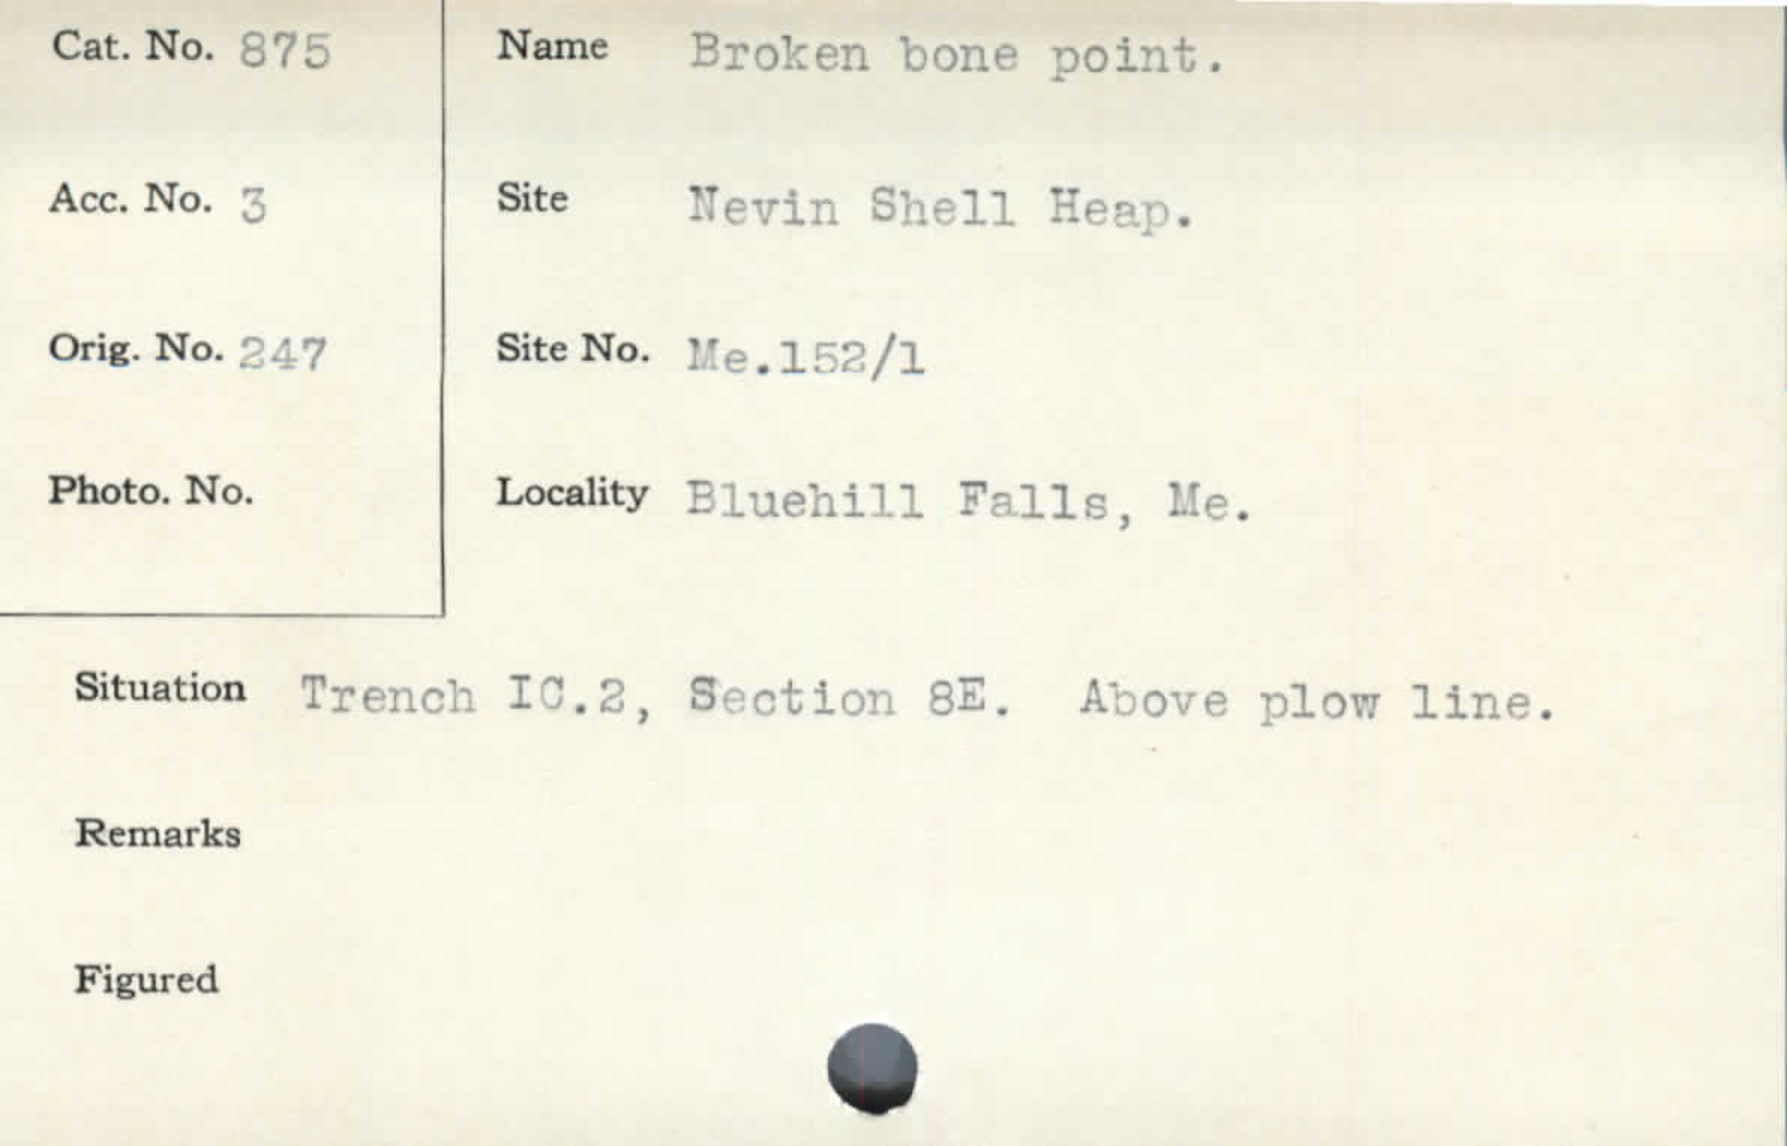 Cat. No. 875
Name Broken bone point.
Acc. No. 3
Site Nevin Shell Heap.
Orig. No. 247
Site No. Me.152/1
Photo. No.
Locality Bluehill Falls, Me.
Situation Trench IC.2, Section 8E. Above plow line.
Remarks
Figured